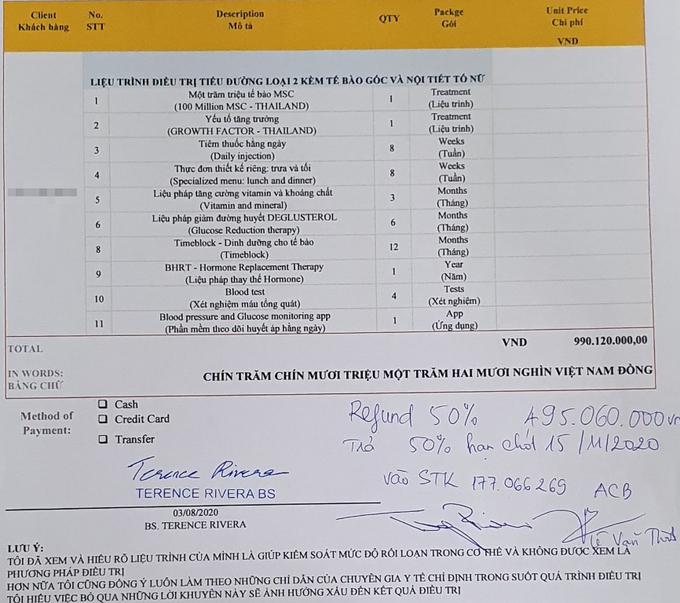 Client No. Description QTY Packge Unit Price
Khách hàng STT Mô tả Gói Chi phí
VND
LIỆU TRÌNH ĐIỀU TRỊ TIỂU ĐƯỜNG LOẠI 2 KÈM TẾ BÀO GỐC VÀ NỘI TIẾT TỐ NỮ
1 Một trăm triệu tế bào MSC 1 Treatment
(100 Million MSC - THAILAND) (Liệu trình)
2 Yếu tố tăng trưởng 1 Treatment
(GROWTH FACTOR - THAILAND) (Liệu trình)
3 Tiêm thuốc hằng ngày 8 Weeks
(Daily injection) (Tuần)
4 Thực đơn thiết kế riêng: trưa và tối 8 Weeks
(Specialized menu: lunch and dinner) (Tuần)
5 Liệu pháp tăng cường vitamin và khoáng chất 3 Months
(Vitamin and mineral) (Tháng)
6 Liệu pháp giảm đường huyết DEGLUSTEROL 6 Months
(Glucose Reduction therapy) (Tháng)
8 Timeblock - Dinh dưỡng cho tế bào 12 Months
(Timeblock) (Tháng)
9 BHRT - Hormone Replacement Therapy 1 Year
(Liệu pháp thay thế Hormone) (Năm)
10 Blood test 4 Tests
(Xét nghiệm máu tổng quát) (Xét nghiệm)
11 Blood pressure and Glucose monitoring app 1 App
(Phần mềm theo dõi huyết áp hằng ngày) (Ứng dụng)
TOTAL VND 990.120.000,00
IN WORDS:
BẰNG CHỮ
CHÍN TRĂM CHÍN MƯƠI TRIỆU MỘT TRĂM HAI MƯƠI NGHÌN VIỆT NAM ĐỒNG
Method of
Payment:
Cash
Credit Card
Transfer
Refund 50% 495.060.000 vn
Trả 50% hạn chót 15/11/2020
vào STK 177.066269 ACB
Terence Rivera
TERENCE RIVERA BS
03/08/2020
BS. TERENCE RIVERA
Lê Văn
LƯU Ý:
TÔI ĐÃ XEM VÀ HIỂU RÕ LIỆU TRÌNH CỦA MÌNH LÀ GIÚP KIỂM SOÁT MỨC ĐỘ RỐI LOẠN TRONG CƠ THỂ VÀ KHÔNG ĐƯỢC XEM LÀ
PHƯƠNG PHÁP ĐIỀU TRỊ
HƠN NỮA TÔI CŨNG ĐỒNG Ý LUÔN LÀM THEO NHỮNG CHỈ DẪN CỦA CHUYÊN GIA Y TẾ CHỈ ĐỊNH TRONG SUỐT QUÁ TRÌNH ĐIỀU TRỊ
TÔI HIỂU VIỆC BỎ QUA NHỮNG LỜI KHUYÊN NÀY SẼ ẢNH HƯỞNG XẤU ĐẾN KẾT QUẢ ĐIỀU TRỊ